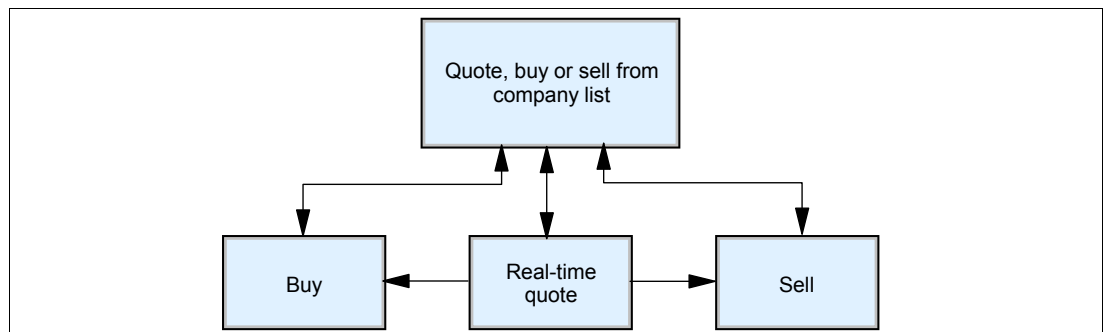 Quote, buy or sell from
company list
Buy
Real-time
quote
Sell